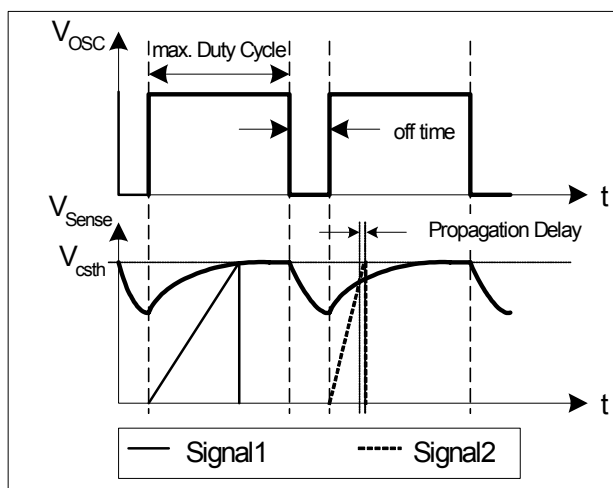 VOSC
max. Duty Cycle
off time
t
VSense
Propagation Delay
Vcsth
t
Signal1
Signal2